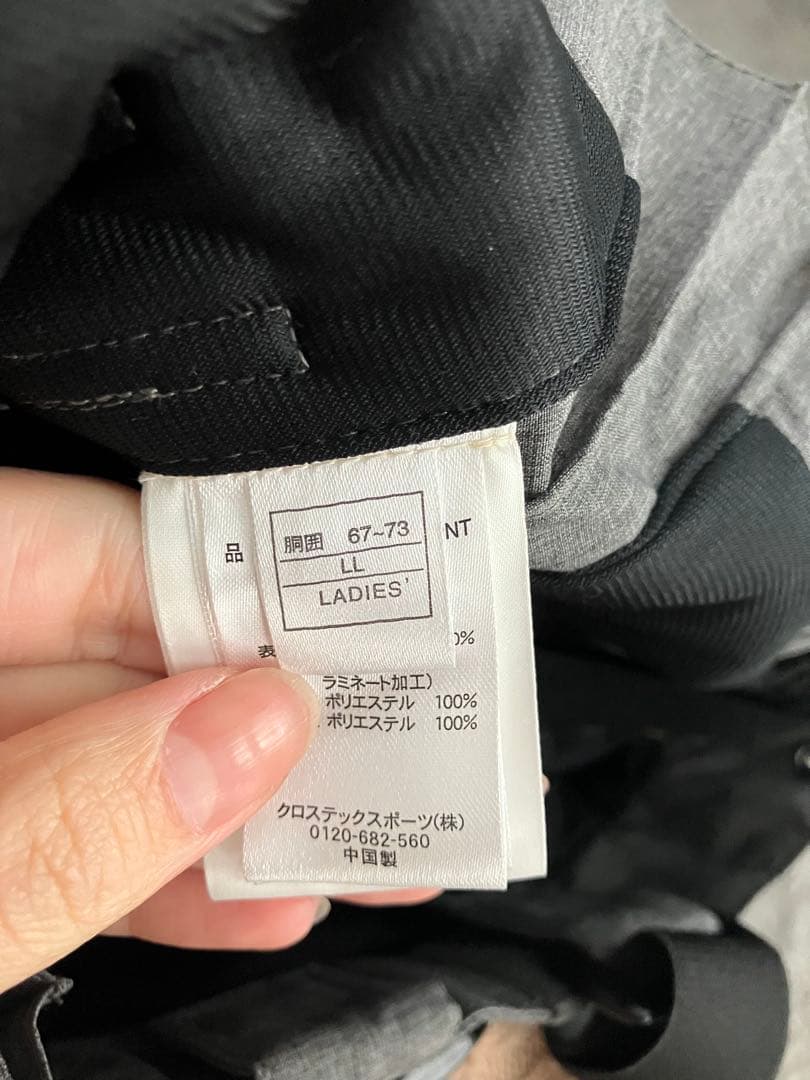 胴囲 67~73
LL
LADIES'
品 NT
表 0%
ラミネート加工)
ポリエステル 100%
ポリエステル 100%
クロステックスポーツ(株)
0120-682-560
中国製